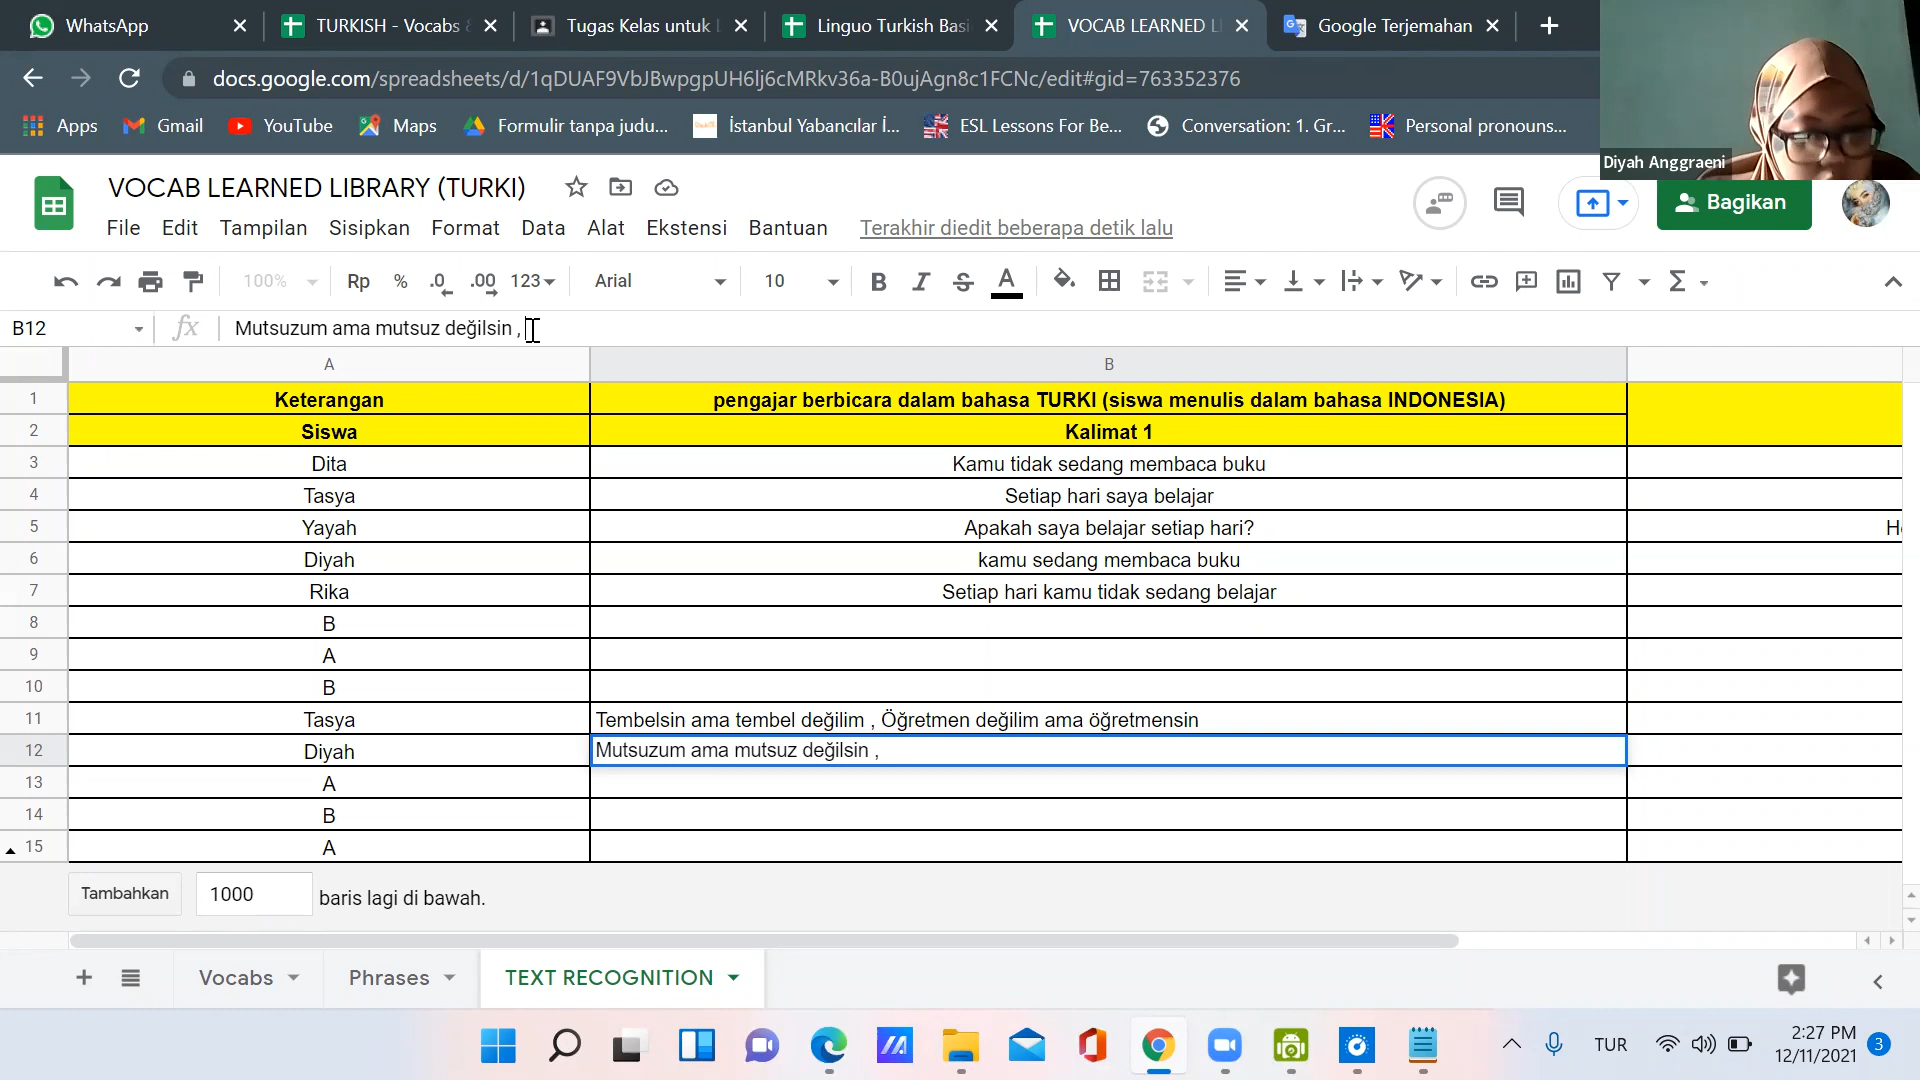 WhatsApp
TURKISH - Vocabs
Tugas Kelas untuk
Linguo Turkish Basi
VOCAB LEARNED L
Google Terjemahan
docs.google.com/spreadsheets/d/1qDUAF9VbJBwpgpUH6lj6cMRkv36a-B0ujAgn8c1FCNc/edit#gid=763352376
Apps Gmail YouTube Maps Formulir tanpa judu... İstanbul Yabancılar İ... ESL Lessons For Be... Conversation: 1. Gr... Personal pronouns...
Diyah Anggraeni
VOCAB LEARNED LIBRARY (TURKI)
Bagikan
File Edit Tampilan Sisipkan Format Data Alat Ekstensi Bantuan Terakhir diedit beberapa detik lalu
100% Rp % .0 .00 123 Arial 10 B I S A
B12 fx Mutsuzum ama mutsuz değilsin ,
A B
1 Keterangan pengajar berbicara dalam bahasa TURKI (siswa menulis dalam bahasa INDONESIA)
2 Siswa Kalimat 1
3 Dita Kamu tidak sedang membaca buku
4 Tasya Setiap hari saya belajar
5 Yayah Apakah saya belajar setiap hari?
6 Diyah kamu sedang membaca buku
7 Rika Setiap hari kamu tidak sedang belajar
8 B
9 A
10 B
11 Tasya Tembelsin ama tembel değilim , Öğretmen değilim ama öğretmensin
12 Diyah Mutsuzum ama mutsuz değilsin ,
13 A
14 B
15 A
Tambahkan 1000 baris lagi di bawah.
Vocabs Phrases TEXT RECOGNITION
TUR
2:27 PM
12/11/2021
3